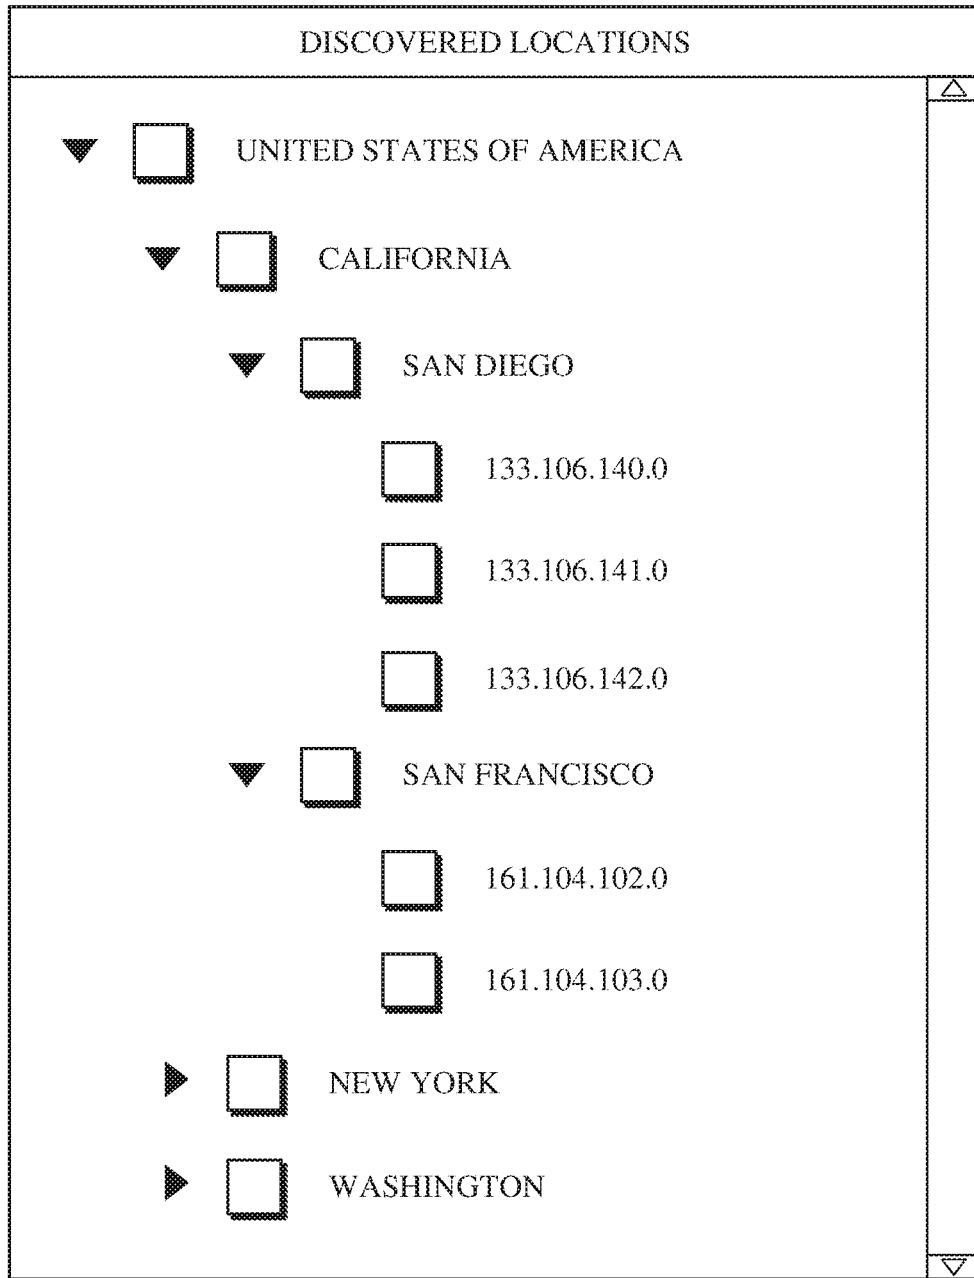 DISCOVERED LOCATIONS
UNITED STATES OF AMERICA
CALIFORNIA
SAN DIEGO
133.106.140.0
133.106.141.0
133.106.142.0
SAN FRANCISCO
161.104.102.0
161.104.103.0
NEW YORK
WASHINGTON